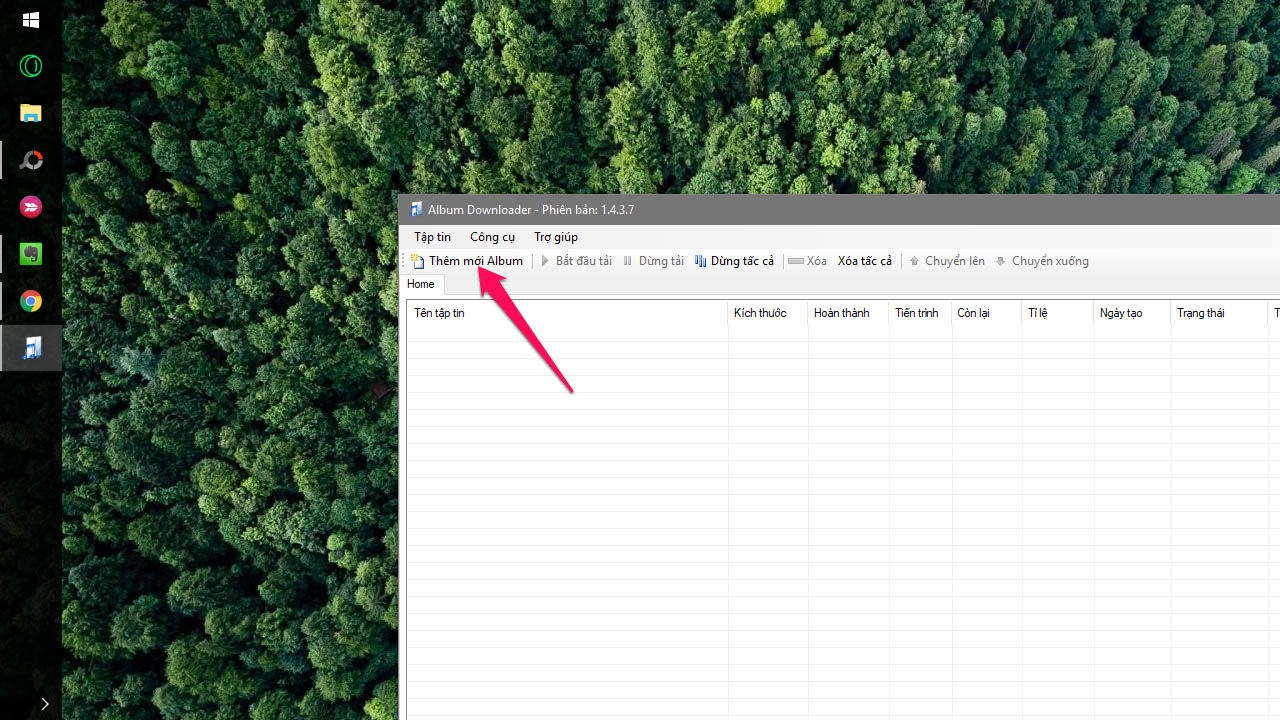 Album Downloader - Phiên bản: 1.4.3.7
Tập tin Công cụ Trợ giúp
Thêm mới Album Bắt đầu tải Dừng tải Dừng tấc cả Xóa Xóa tấc cả Chuyển lên Chuyển xuống
Home
Tên tập tin Kích thước Hoàn thành Tiến trình Còn lại Tỉ lệ Ngày tạo Trạng thái